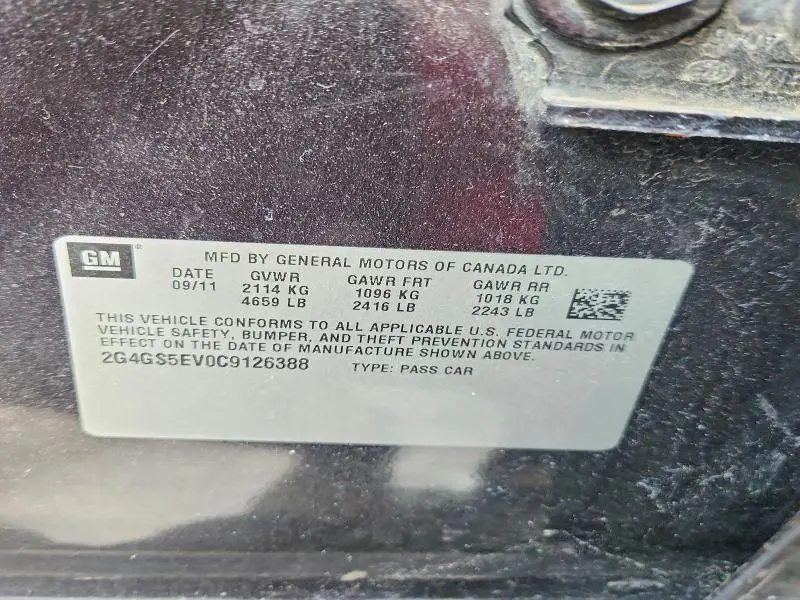 GM
MFD BY GENERAL MOTORS OF CANADA LTD.
DATE GVWR GAWR FRT GAWR RR
09/11 2114 KG 1096 KG 1018 KG
4659 LB 2416 LB 2243 LB
THIS VEHICLE CONFORMS TO ALL APPLICABLE U.S. FEDERAL MOTOR
VEHICLE SAFETY, BUMPER, AND THEFT PREVENTION STANDARDS IN
EFFECT ON THE DATE OF MANUFACTURE SHOWN ABOVE.
2G4GS5EV0C9126388 TYPE: PASS CAR